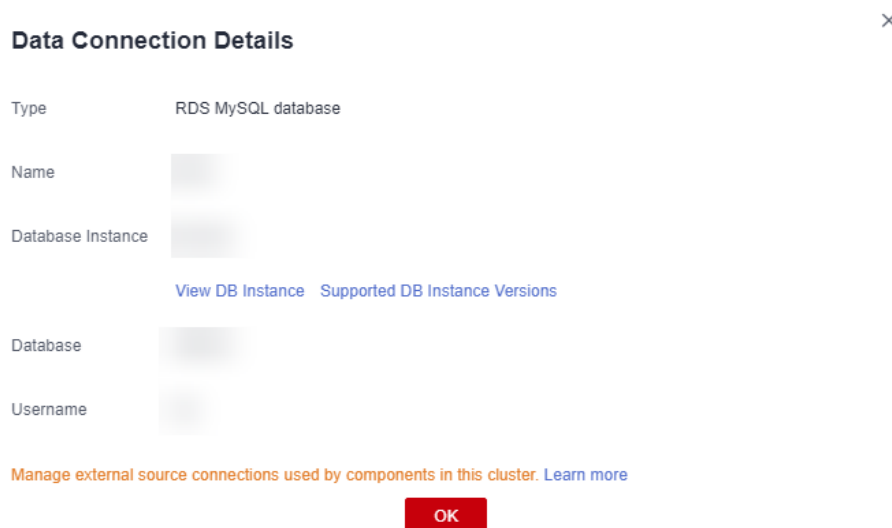 Data Connection Details
Type RDS MySQL database
Name
Database Instance
View DB Instance Supported DB Instance Versions
Database
Username
Manage external source connections used by components in this cluster. Learn more
OK